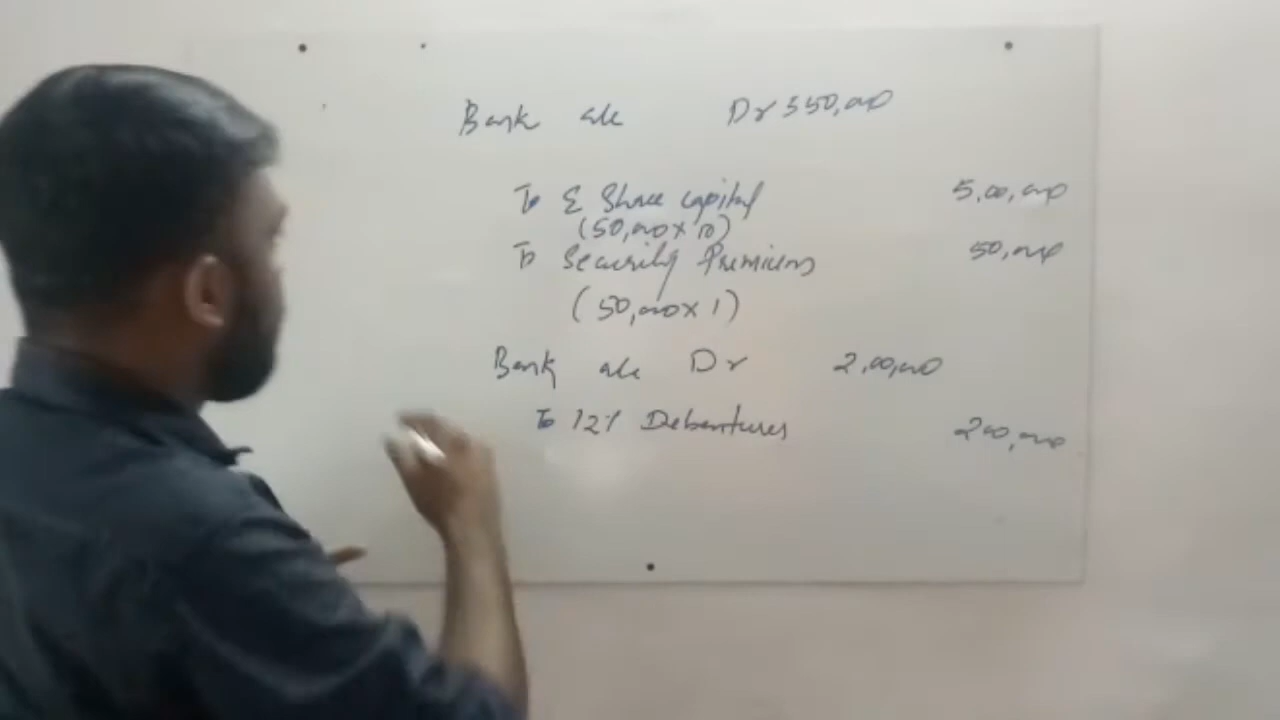 Bank a/c Dr 550,000
To E Share capital 5,00,000
(50,000 x 10)
To Security Premium 50,000
(50,000 x 1)
Bank a/c Dr 2,00,000
To 12% Debentures 200,000